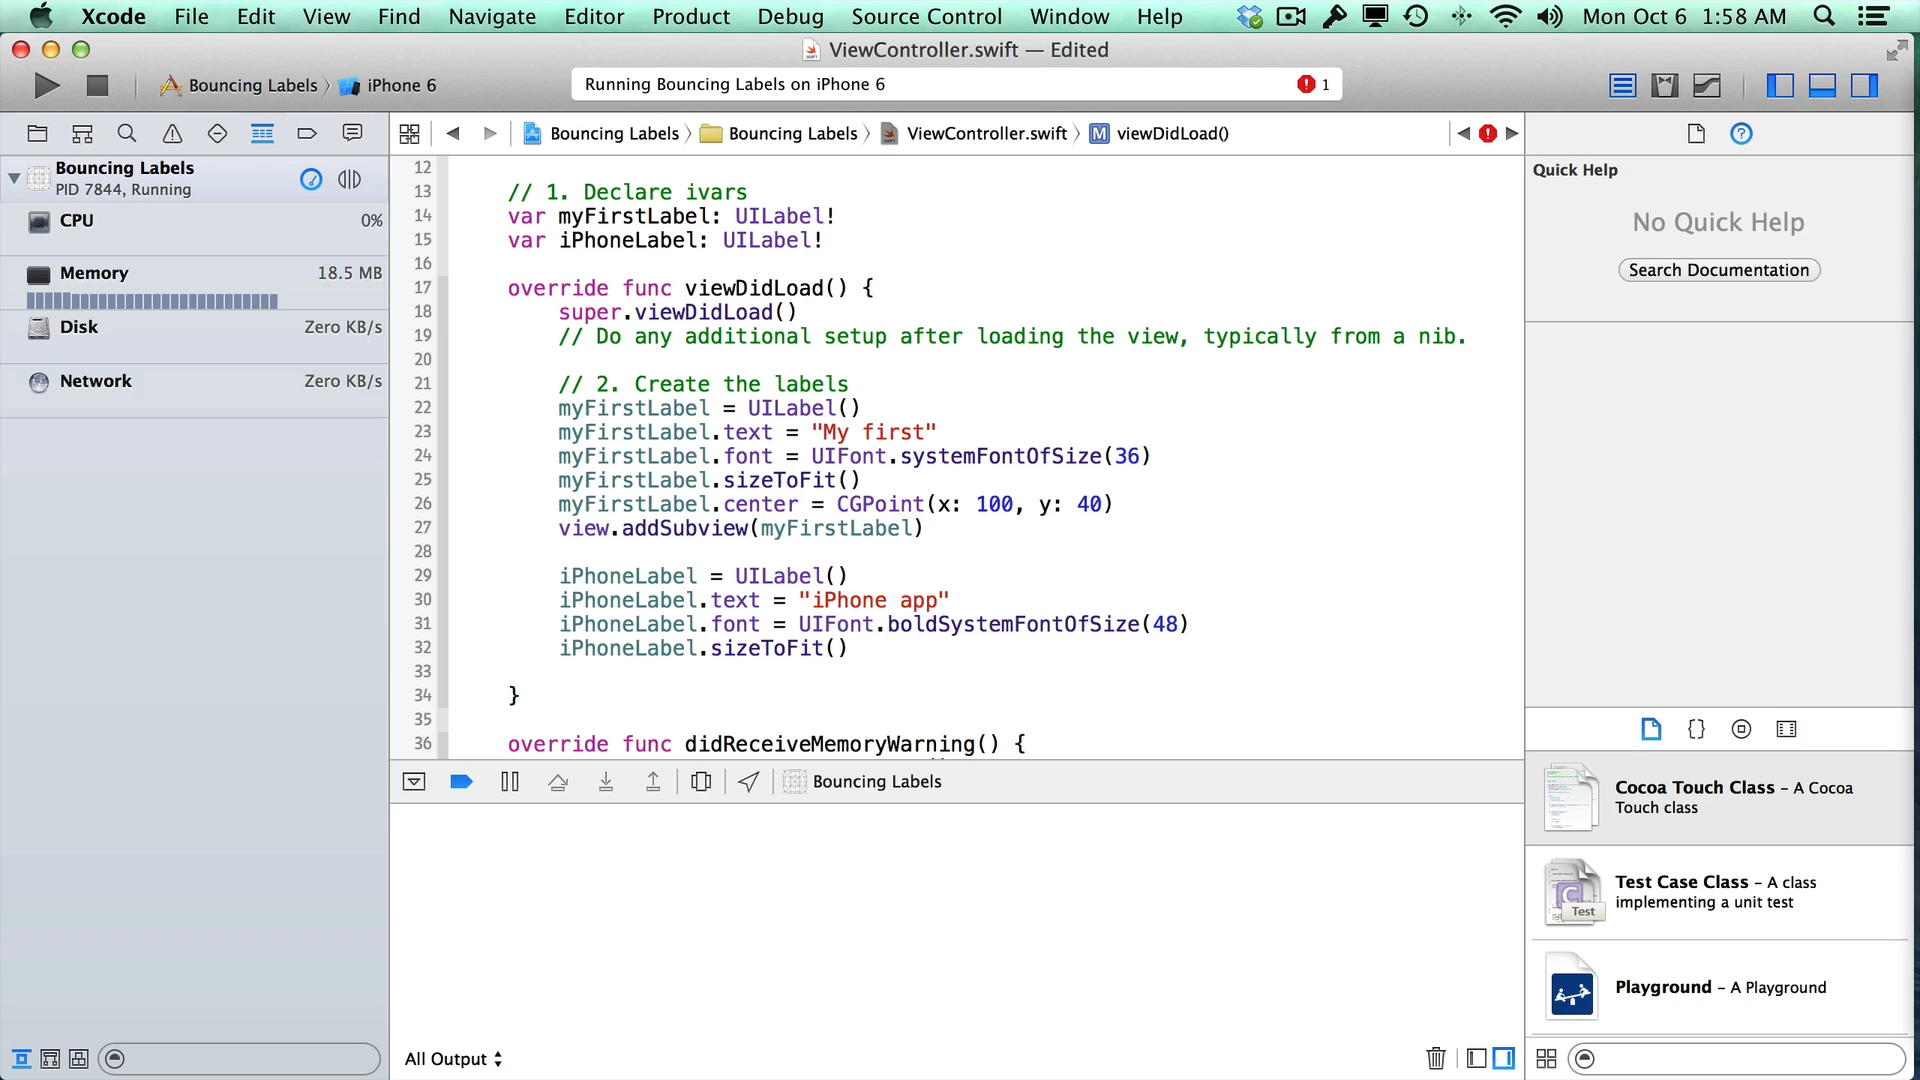 Xcode File Edit View Find Navigate Editor Product Debug Source Control Window Help Mon Oct 6 1:58 AM
ViewController.swift — Edited
Bouncing Labels iPhone 6 Running Bouncing Labels on iPhone 6 1
Bouncing Labels Bouncing Labels ViewController.swift M viewDidLoad()
Bouncing Labels
PID 7844, Running
CPU 0%
Memory 18.5 MB
Disk Zero KB/s
Network Zero KB/s
12
13 // 1. Declare ivars
14 var myFirstLabel: UILabel!
15 var iPhoneLabel: UILabel!
16
17 override func viewDidLoad() {
18 super.viewDidLoad()
19 // Do any additional setup after loading the view, typically from a nib.
20
21 // 2. Create the labels
22 myFirstLabel = UILabel()
23 myFirstLabel.text = "My first"
24 myFirstLabel.font = UIFont.systemFontOfSize(36)
25 myFirstLabel.sizeToFit()
26 myFirstLabel.center = CGPoint(x: 100, y: 40)
27 view.addSubview(myFirstLabel)
28
29 iPhoneLabel = UILabel()
30 iPhoneLabel.text = "iPhone app"
31 iPhoneLabel.font = UIFont.boldSystemFontOfSize(48)
32 iPhoneLabel.sizeToFit()
33
34 }
35
36 override func didReceiveMemoryWarning() {
Bouncing Labels
All Output
Quick Help
No Quick Help
Search Documentation
{}
Cocoa Touch Class – A Cocoa
Touch class
Test Case Class – A class
implementing a unit test
C
Test
Playground – A Playground